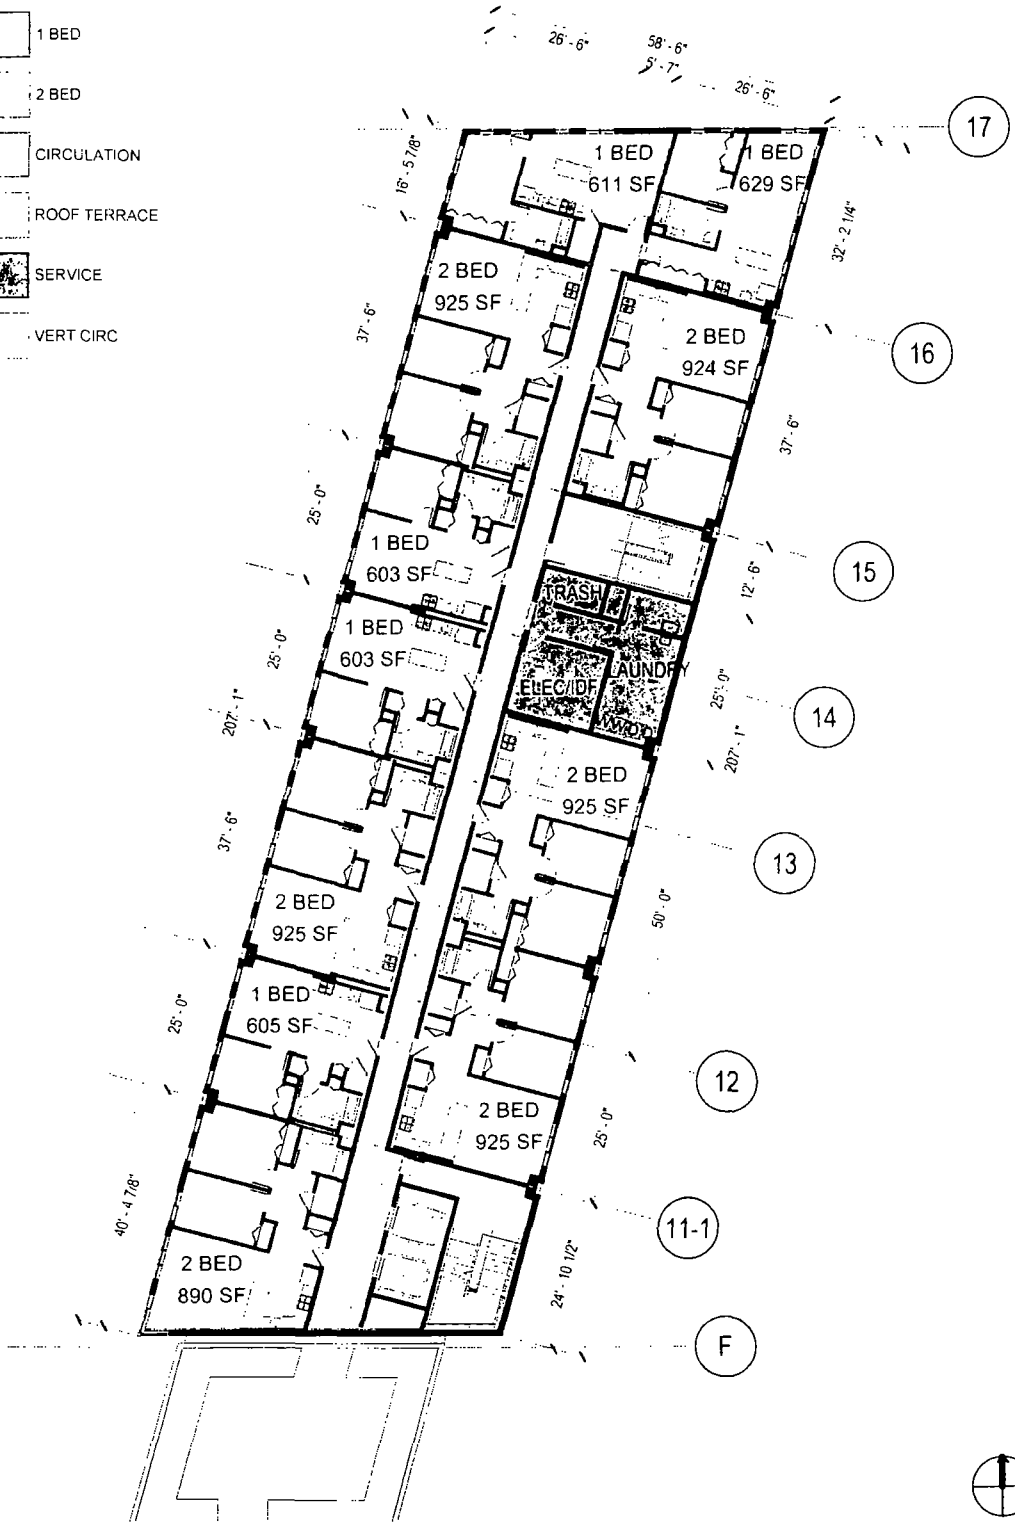 1 BED
2 BED
CIRCULATION
ROOF TERRACE
SERVICE
VERT CIRC
26' - 6"
58' - 6"
5' - 7"
26' - 6"
17
16' - 5 7/8"
1 BED
611 SF
1 BED
629 SF
32' - 2 1/4"
2 BED
925 SF
37' - 6"
2 BED
924 SF
16
37' - 6"
25' - 0"
1 BED
603 SF
15
12' - 6"
TRASH
1 BED
603 SF
25' - 0"
207' - 1"
LAUNDRY
ELEC/IDF
25' - 0"
207' - 1"
14
2 BED
925 SF
37' - 6"
13
2 BED
925 SF
50' - 0"
1 BED
605 SF
25' - 0"
12
2 BED
925 SF
25' - 0"
40' - 4 7/8"
11-1
2 BED
890 SF
24' - 10 1/2"
F